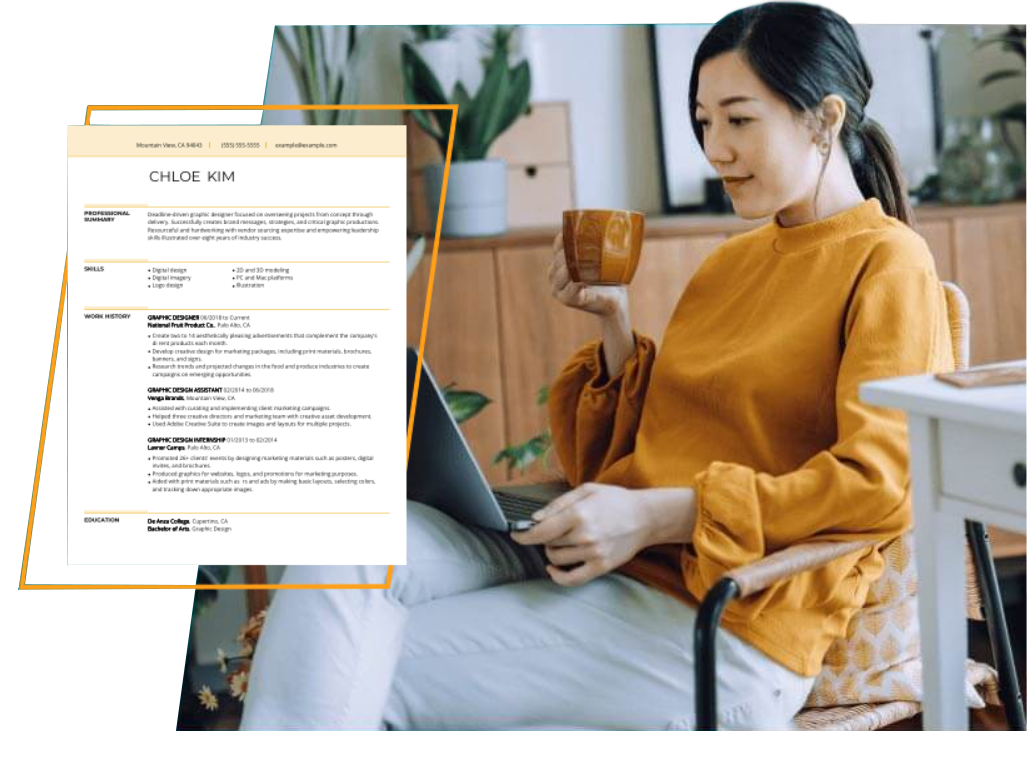 Mountain View, CA 94043 | (555) 555-5555 | example@example.com
CHLOE KIM
PROFESSIONAL SUMMARY
Deadline-driven graphic designer focused on overseeing projects from concept through
delivery. Successfully creates brand messages, strategies, and critical graphic productions.
Resourceful and hardworking with vendor sourcing expertise and empowering leadership
skills illustrated over eight years of industry success.
SKILLS
• Digital design
• Digital imagery
• Logo design
• 2D and 3D modeling
• PC and Mac platforms
• Illustration
WORK HISTORY
GRAPHIC DESIGNER 06/2018 to Current
National Fruit Product Co., Palo Alto, CA
• Create two to 14 aesthetically pleasing advertisements that complement the company's
di rent products each month.
• Develop creative design for marketing packages, including print materials, brochures,
banners, and signs.
• Research trends and projected changes in the food and produce industries to create
campaigns on emerging opportunities.
GRAPHIC DESIGN ASSISTANT 02/2014 to 06/2018
Venga Brands, Mountain View, CA
• Assisted with curating and implementing client marketing campaigns.
• Helped three creative directors and marketing team with creative asset development.
• Used Adobe Creative Suite to create images and layouts for multiple projects.
GRAPHIC DESIGN INTERNSHIP 01/2013 to 02/2014
Lavner Camps, Palo Alto, CA
• Promoted 26+ clients' events by designing marketing materials such as posters, digital
invites, and brochures.
• Produced graphics for websites, logos, and promotions for marketing purposes.
• Aided with print materials such as rs and ads by making basic layouts, selecting colors,
and tracking down appropriate images.
EDUCATION
De Anza College, Cupertino, CA
Bachelor of Arts, Graphic Design